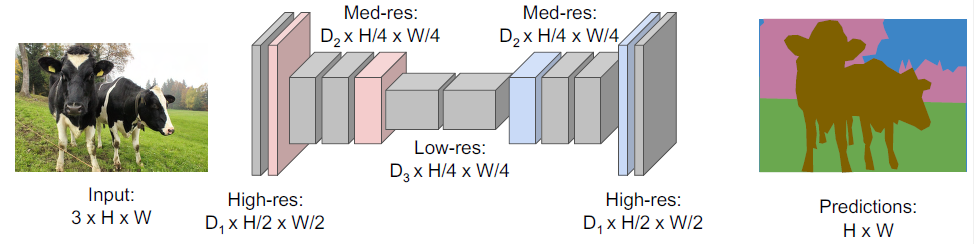 Med-res:
D₂ x H/4 x W/4
Med-res:
D₂ x H/4 x W/4
Low-res:
D₃ x H/4 x W/4
Input:
3 x H x W
High-res:
D₁ x H/2 x W/2
High-res:
D₁ x H/2 x W/2
Predictions:
H x W